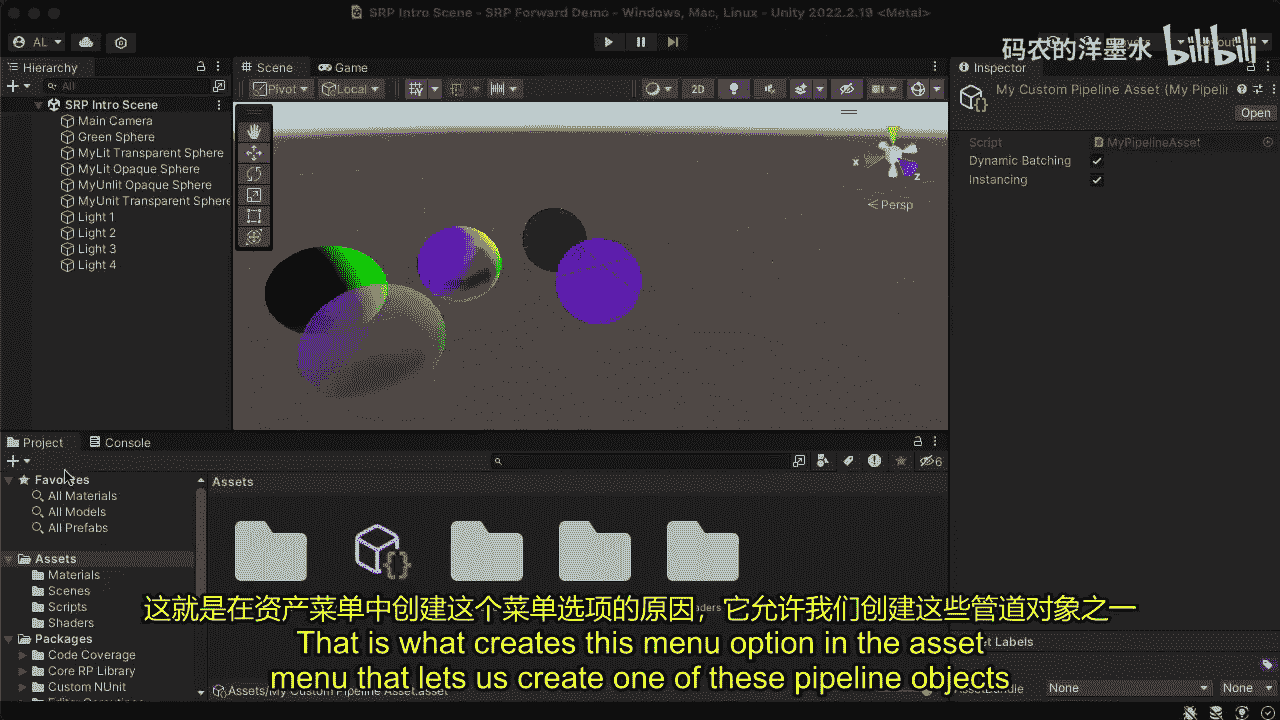 SRP Intro Scene - SRP Forward Demo - Windows, Mac, Linux - Unity 2022.2.19 <Metal>
AL
码农的洋墨水 bilibili
Hierarchy
All
SRP Intro Scene
Main Camera
Green Sphere
MyLit Transparent Sphere
MyLit Opaque Sphere
MyUnlit Opaque Sphere
MyUnit Transparent Sphere
Light 1
Light 2
Light 3
Light 4
Scene Game
Pivot Local 2D
x
z
Persp
Inspector
My Custom Pipeline Asset (My Pipelin
Open
Script MyPipelineAsset
Dynamic Batching
Instancing
Project Console
6
Favorites
All Materials
All Models
All Prefabs
Assets
Materials
Scenes
Scripts
Shaders
Packages
Code Coverage
Core RP Library
Custom NUnit
Assets
这就是在资产菜单中创建这个菜单选项的原因，它允许我们创建这些管道对象之一
That is what creates this menu option in the asset
menu that lets us create one of these pipeline objects
Assets/My Custom Pipeline Asset.asset
Labels
None None